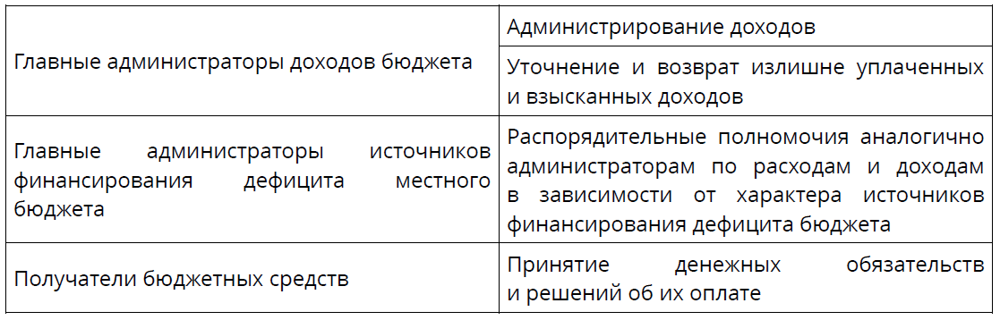 Главные администраторы доходов бюджета
Администрирование доходов
Уточнение и возврат излишне уплаченных
и взысканных доходов
Главные администраторы источников
финансирования дефицита местного
бюджета
Распорядительные полномочия аналогично
администраторам по расходам и доходам
в зависимости от характера источников
финансирования дефицита бюджета
Получатели бюджетных средств
Принятие денежных обязательств
и решений об их оплате